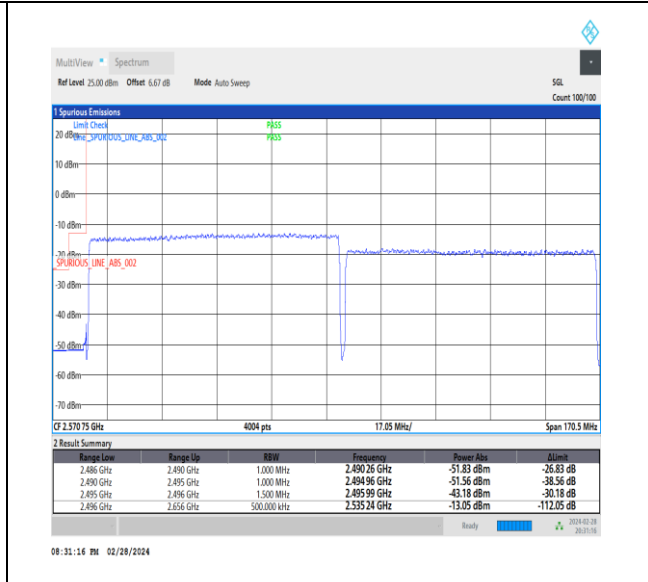 MultiView Spectrum
Ref Level 25.00 dBm Offset 6.67 dB Mode Auto Sweep SGL
Count 100/100
1 Spurious Emissions
Limit Check PASS
20 dBm Line _SPURIOUS_LINE_ABS_002 PASS
10 dBm
0 dBm
-10 dBm
-20 dBm
_SPURIOUS_LINE_ABS_002
-30 dBm
-40 dBm
-50 dBm
-60 dBm
-70 dBm
CF 2.570 75 GHz 4004 pts 17.05 MHz/ Span 170.5 MHz
2 Result Summary
Range Low Range Up RBW Frequency Power Abs ΔLimit
2.486 GHz 2.490 GHz 1.000 MHz 2.490 26 GHz -51.83 dBm -26.83 dB
2.490 GHz 2.495 GHz 1.000 MHz 2.494 96 GHz -51.56 dBm -38.56 dB
2.495 GHz 2.496 GHz 1.500 MHz 2.495 99 GHz -43.18 dBm -30.18 dB
2.496 GHz 2.656 GHz 500.000 kHz 2.535 24 GHz -13.05 dBm -112.05 dB
Ready 2024-02-28
20:31:16
08:31:16 PM 02/28/2024